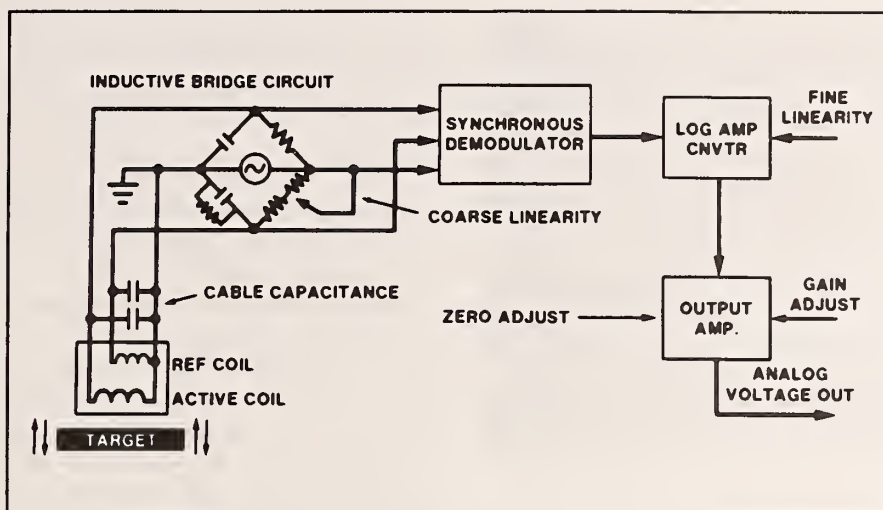 INDUCTIVE BRIDGE CIRCUIT
SYNCHRONOUS
DEMODULATOR
LOG AMP
CNVTR
FINE
LINEARITY
COARSE LINEARITY
CABLE CAPACITANCE
ZERO ADJUST
OUTPUT
AMP.
GAIN
ADJUST
REF COIL
ACTIVE COIL
ANALOG
VOLTAGE OUT
TARGET